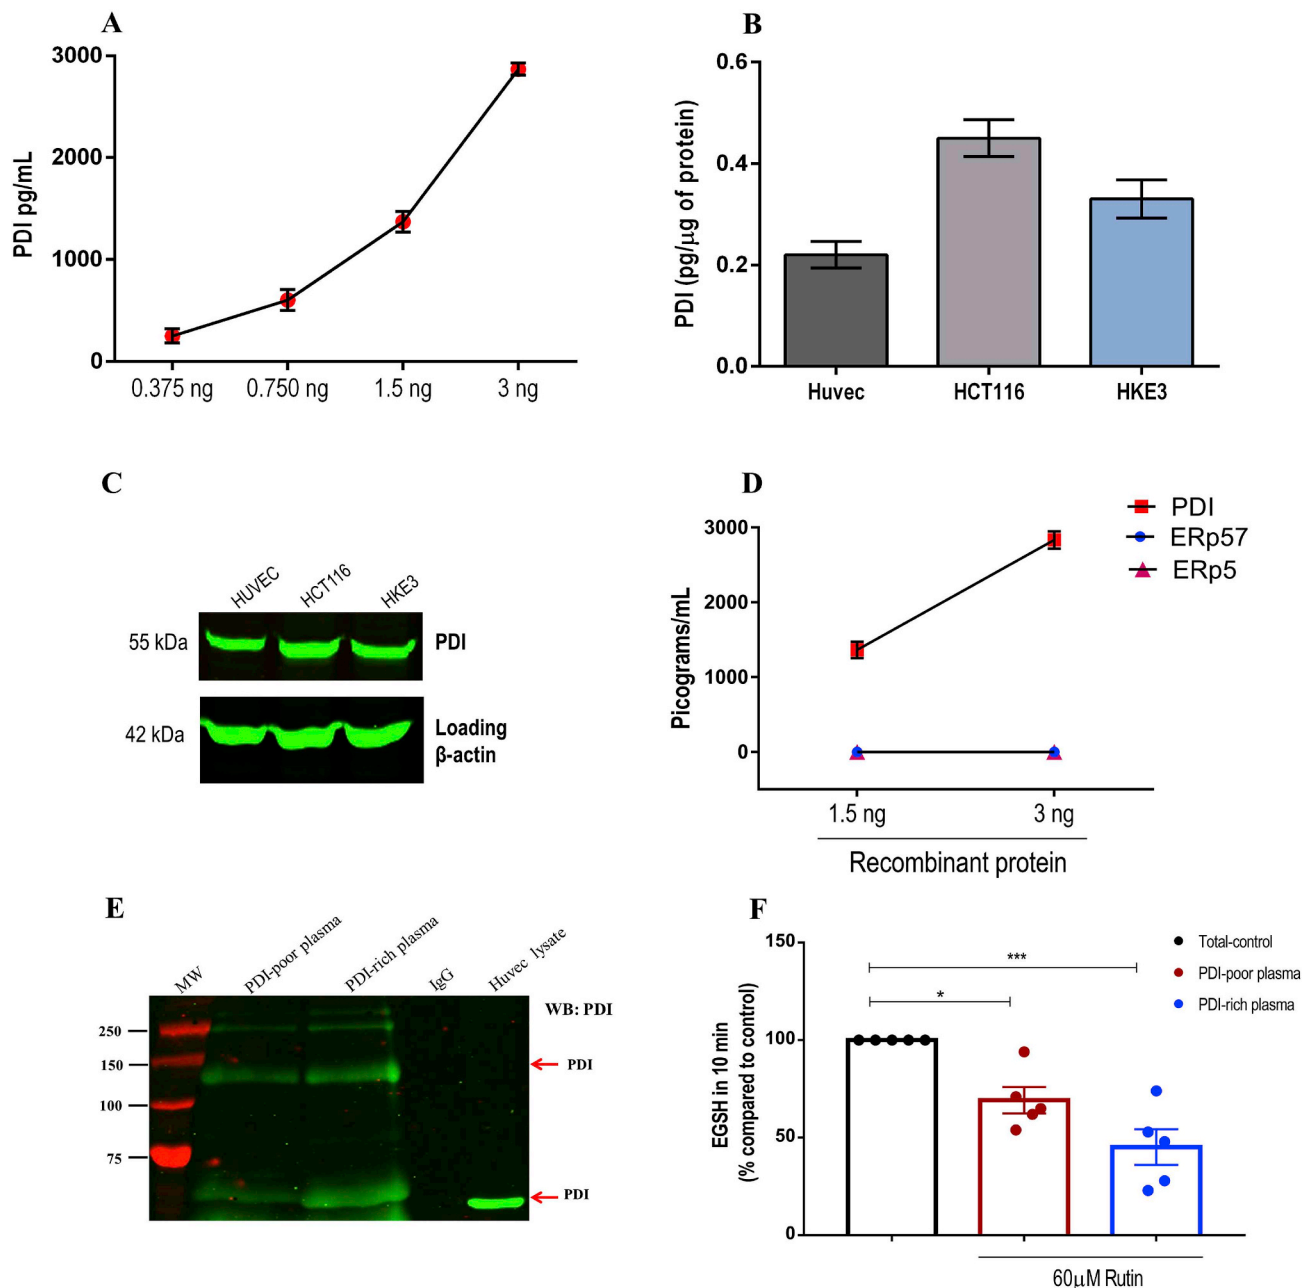 A
3000
2000
1000
0
PDI pg/mL
0.375 ng 0.750 ng 1.5 ng 3 ng
B
0.6
0.4
0.2
0.0
PDI (pg/µg of protein)
Huvec HCT116 HKE3
C
HUVEC HCT116 HKE3
55 kDa PDI
42 kDa Loading
β-actin
D
PDI
ERp57
ERp5
3000
2000
1000
0
Picograms/mL
1.5 ng 3 ng
Recombinant protein
E
MW PDI-poor plasma PDI-rich plasma IgG Huvec lysate
WB: PDI
250
150 PDI
100
75
PDI
F
150
100
50
0
EGSH in 10 min
(% compared to control)
***
*
Total-control
PDI-poor plasma
PDI-rich plasma
60µM Rutin